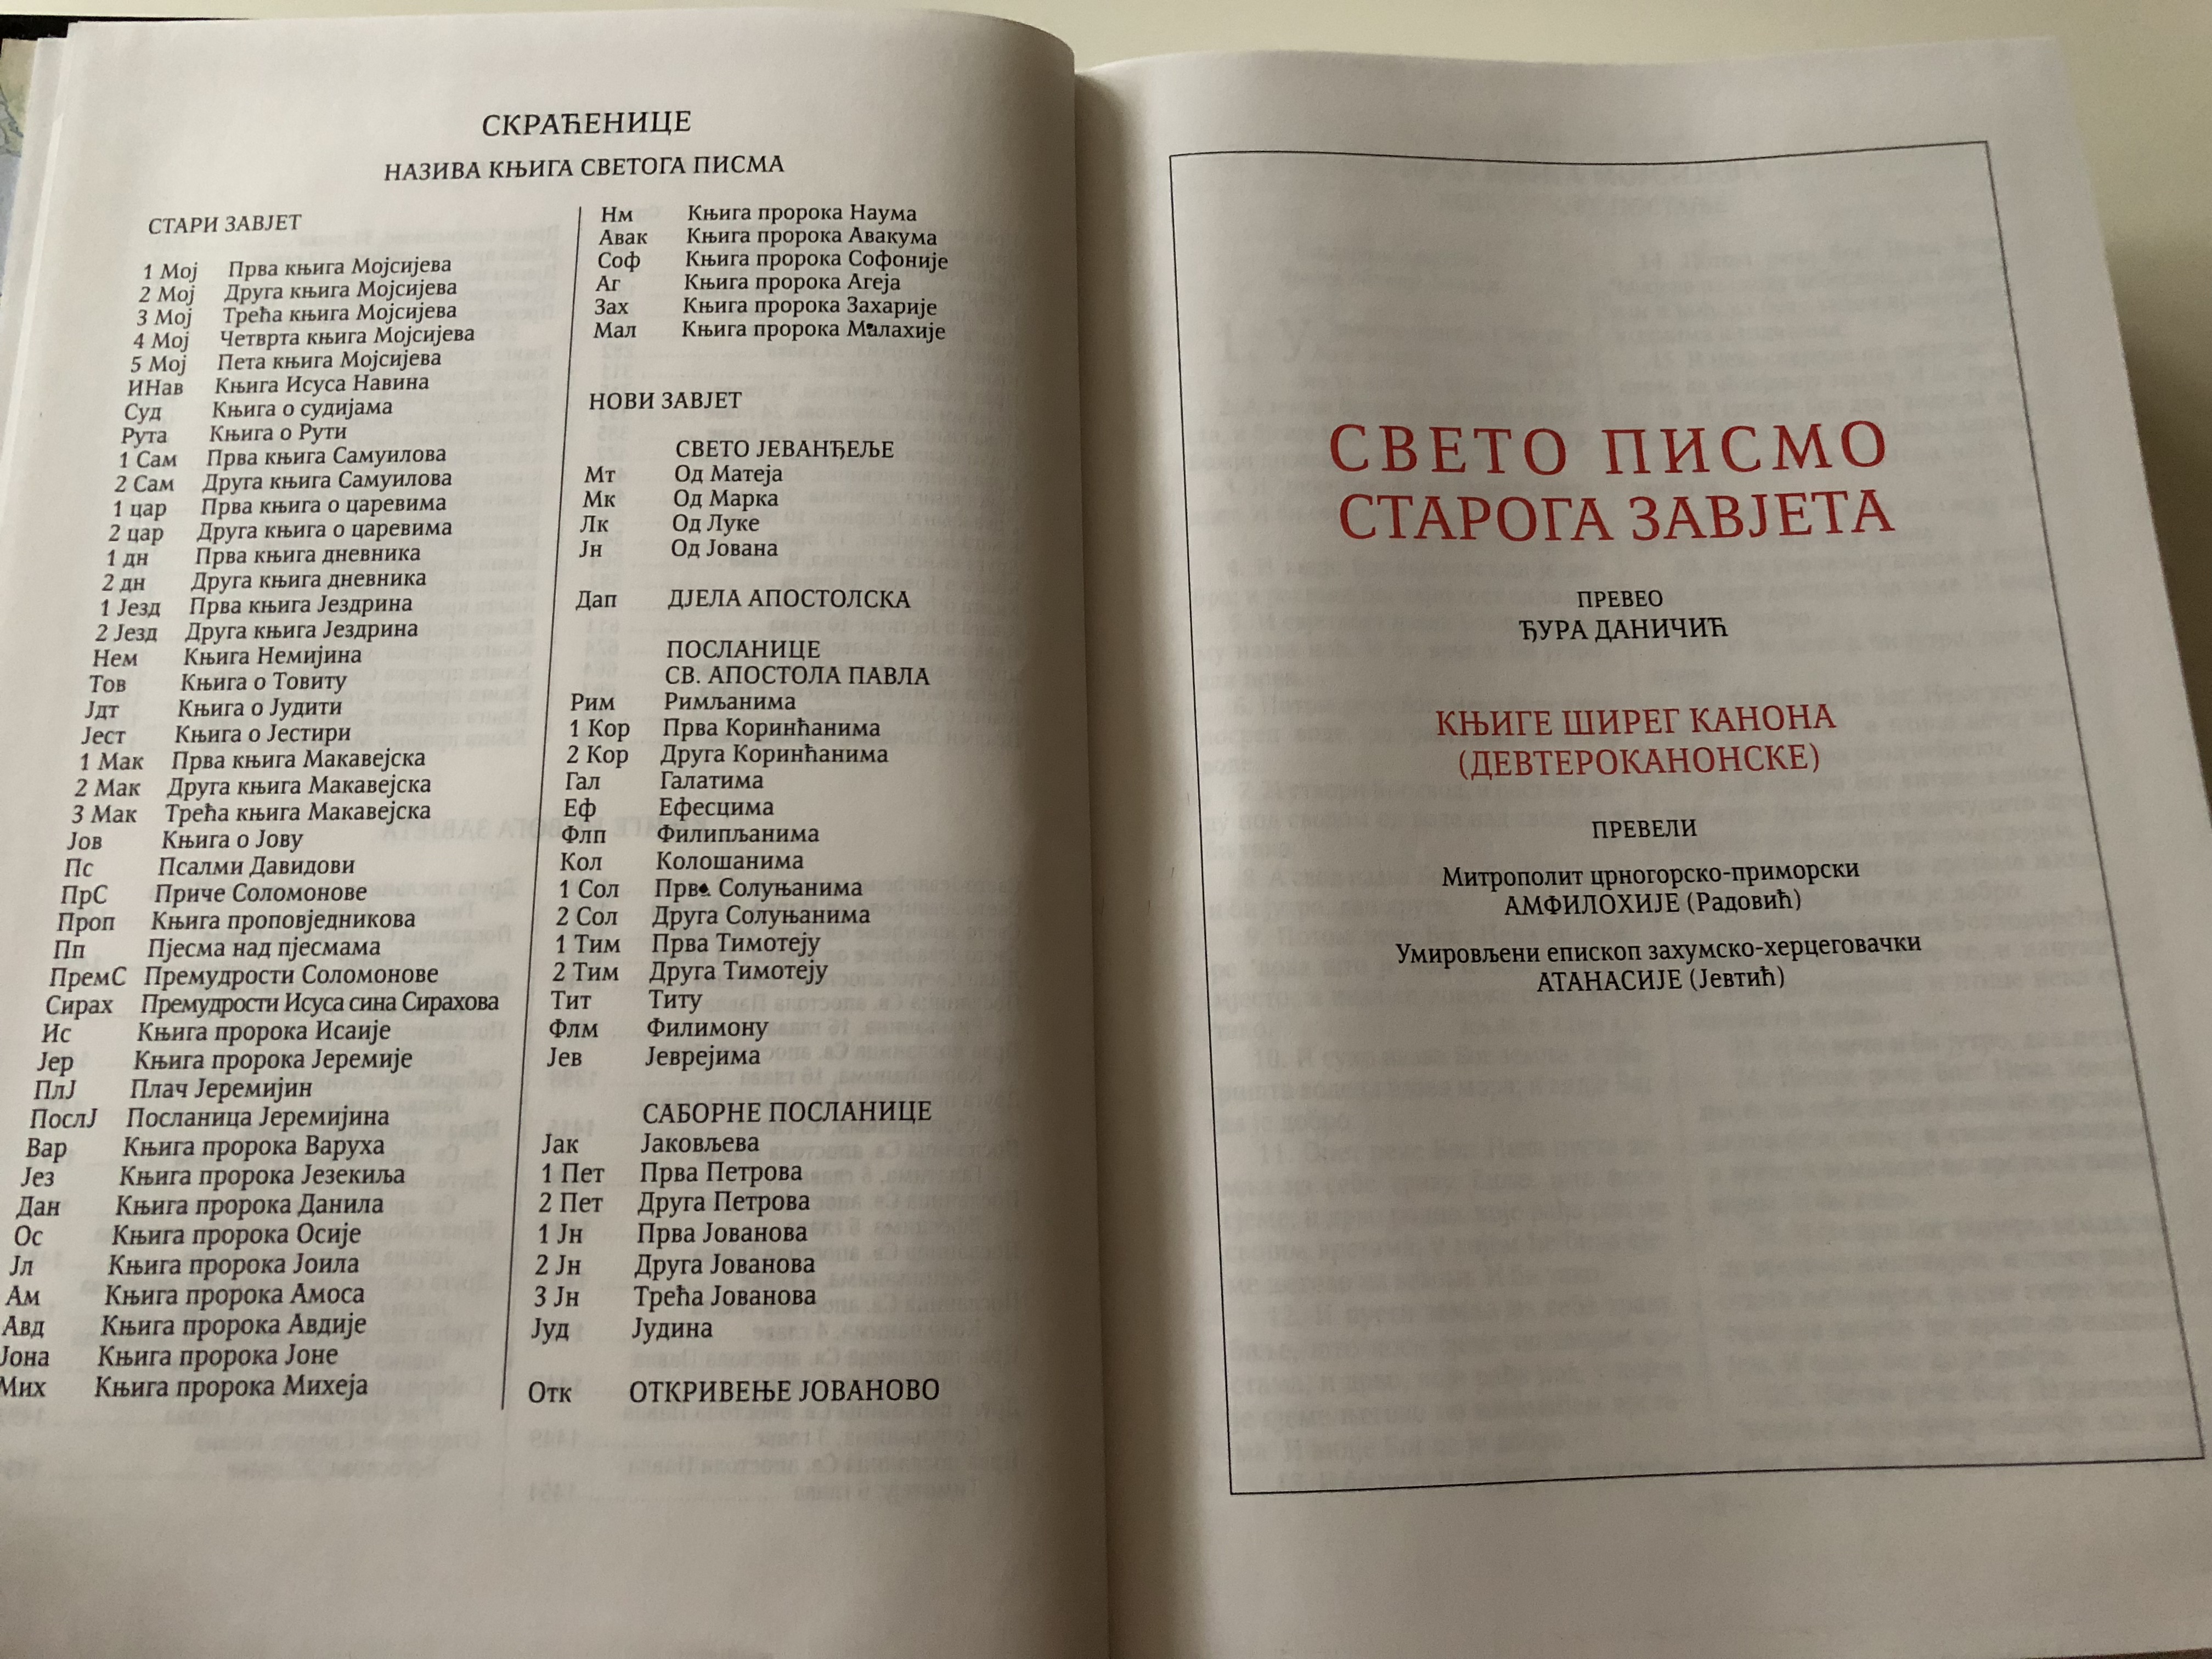 СКРАЋЕНИЦЕ
НАЗИВА КЊИГА СВЕТОГА ПИСМА
СТАРИ ЗАВЈЕТ
1 Мој Прва књига Мојсијева
2 Мој Друга књига Мојсијева
3 Мој Трећа књига Мојсијева
4 Мој Четврта књига Мојсијева
5 Мој Пета књига Мојсијева
ИНав Књига Исуса Навина
Суд Књига о судијама
Рута Књига о Рути
1 Сам Прва књига Самуилова
2 Сам Друга књига Самуилова
1 цар Прва књига о царевима
2 цар Друга књига о царевима
1 дн Прва књига дневника
2 дн Друга књига дневника
1 Језд Прва књига Јездрина
2 Језд Друга књига Јездрина
Нем Књига Немијина
Тов Књига о Товиту
Јдт Књига о Јудити
Јест Књига о Јестири
1 Мак Прва књига Макавејска
2 Мак Друга књига Макавејска
3 Мак Трећа књига Макавејска
Јов Књига о Јову
Пс Псалми Давидови
ПрС Приче Соломонове
Проп Књига проповједникова
Пп Пјесма над пјесмама
ПремС Премудрости Соломонове
Сирах Премудрости Исуса сина Сирахова
Ис Књига пророка Исаије
Јер Књига пророка Јеремије
ПлЈ Плач Јеремијин
ПослЈ Посланица Јеремијина
Вар Књига пророка Варуха
Јез Књига пророка Језекиља
Дан Књига пророка Данила
Ос Књига пророка Осије
Јл Књига пророка Јоила
Ам Књига пророка Амоса
Авд Књига пророка Авдије
Јона Књига пророка Јоне
Мих Књига пророка Михеја
Нм Књига пророка Наума
Авак Књига пророка Авакума
Соф Књига пророка Софоније
Аг Књига пророка Агеја
Зах Књига пророка Захарије
Мал Књига пророка Малахије
НОВИ ЗАВЈЕТ
СВЕТО ЈЕВАНЂЕЉЕ
Мт Од Матеја
Мк Од Марка
Лк Од Луке
Јн Од Јована
Дап ДЈЕЛА АПОСТОЛСКА
ПОСЛАНИЦЕ
СВ. АПОСТОЛА ПАВЛА
Рим Римљанима
1 Кор Прва Коринћанима
2 Кор Друга Коринћанима
Гал Галатима
Еф Ефесцима
Флп Филипљанима
Кол Колошанима
1 Сол Прва Солуњанима
2 Сол Друга Солуњанима
1 Тим Прва Тимотеју
2 Тим Друга Тимотеју
Тит Титу
Флм Филимону
Јев Јеврејима
САБОРНЕ ПОСЛАНИЦЕ
Јак Јаковљева
1 Пет Прва Петрова
2 Пет Друга Петрова
1 Јн Прва Јованова
2 Јн Друга Јованова
3 Јн Трећа Јованова
Јуд Јудина
Отк ОТКРИВЕЊЕ ЈОВАНОВО
СВЕТО ПИСМО
СТАРОГА ЗАВЈЕТА
ПРЕВЕО
ЂУРА ДАНИЧИЋ
КЊИГЕ ШИРЕГ КАНОНА
(ДЕВТЕРОКАНОНСКЕ)
ПРЕВЕЛИ
Митрополит црногорско-приморски
АМФИЛОХИЈЕ (Радовић)
Умировљени епископ захумско-херцеговачки
АТАНАСИЈЕ (Јевтић)